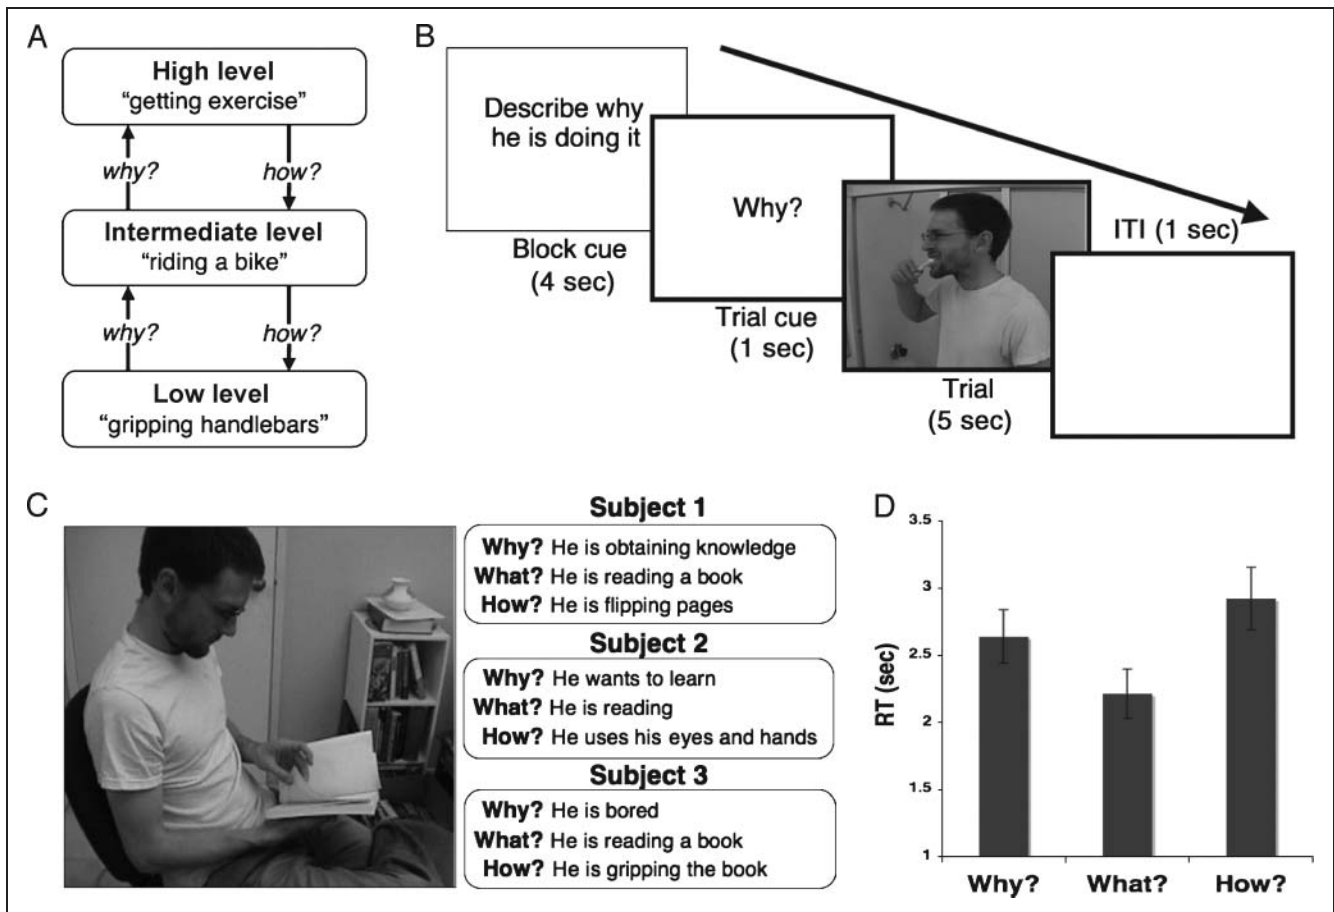 A
High level
“getting exercise”
why?
how?
Intermediate level
“riding a bike”
why?
how?
Low level
“gripping handlebars”
B
Describe why
he is doing it
Block cue
(4 sec)
Why?
Trial cue
(1 sec)
Trial
(5 sec)
ITI (1 sec)
C
Subject 1
Why? He is obtaining knowledge
What? He is reading a book
How? He is flipping pages
Subject 2
Why? He wants to learn
What? He is reading
How? He uses his eyes and hands
Subject 3
Why? He is bored
What? He is reading a book
How? He is gripping the book
D
RT (sec)
3.5
3
2.5
2
1.5
1
Why?
What?
How?